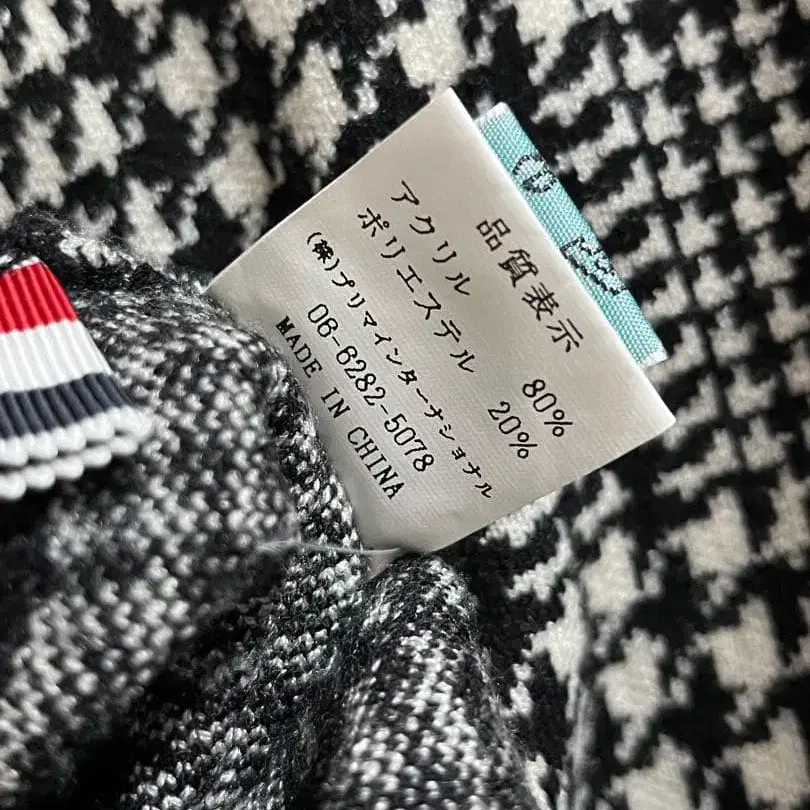 品質表示
アクリル 80%
ポリエステル 20%
(株)プリマインターナショナル
06-6282-5078
MADE IN CHINA